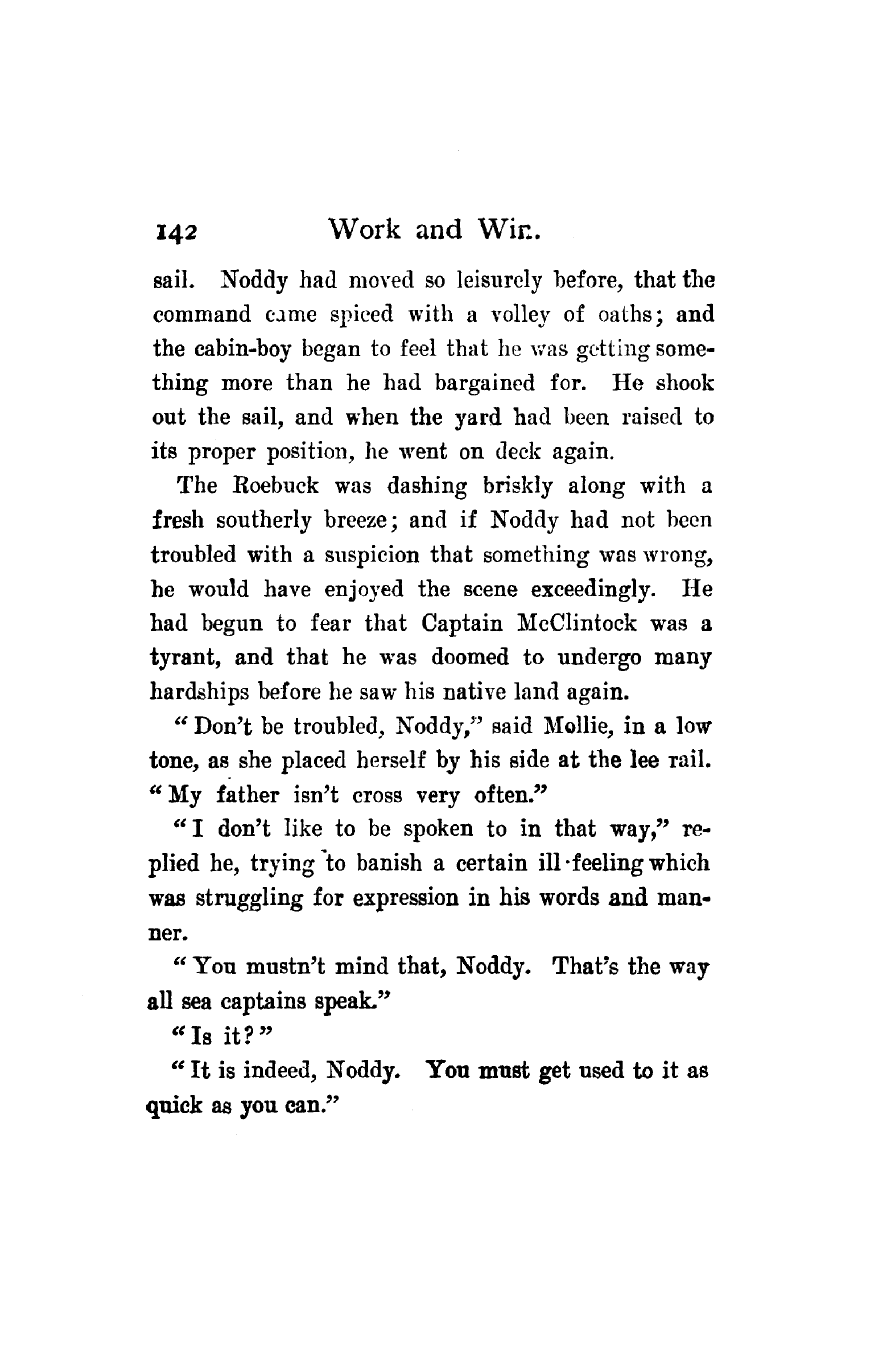 142 Work and Win.
sail. Noddy had moved so leisurely before, that the
command came spiced with a volley of oaths; and
the cabin-boy began to feel that he was getting some-
thing more than he had bargained for. He shook
out the sail, and when the yard had been raised to
its proper position, he went on deck again.
The Roebuck was dashing briskly along with a
fresh southerly breeze; and if Noddy had not been
troubled with a suspicion that something was wrong,
he would have enjoyed the scene exceedingly. He
had begun to fear that Captain McClintock was a
tyrant, and that he was doomed to undergo many
hardships before he saw his native land again.
“Don’t be troubled, Noddy,” said Mollie, in a low
tone, as she placed herself by his side at the lee rail.
“My father isn’t cross very often.”
“I don’t like to be spoken to in that way,” re-
plied he, trying to banish a certain ill-feeling which
was struggling for expression in his words and man-
ner.
“You mustn’t mind that, Noddy. That’s the way
all sea captains speak.”
“Is it?”
“It is indeed, Noddy. You must get used to it as
quick as you can.”